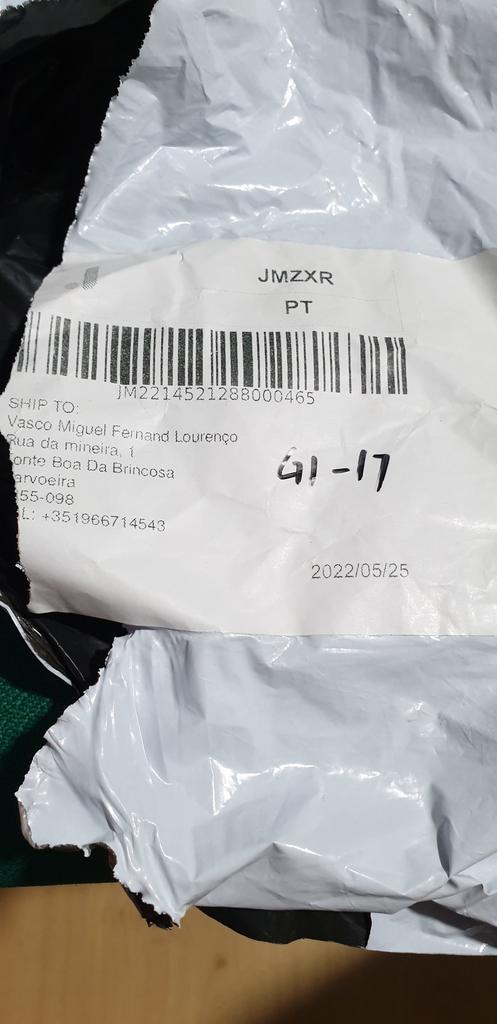 JMZXR
PT
JM2214521288000465
SHIP TO:
Vasco Miguel Fernand Lourenço
Rua da mineira, 1
onte Boa Da Brincosa
arvoeira
55-098
L: +351966714543
G1-17
2022/05/25